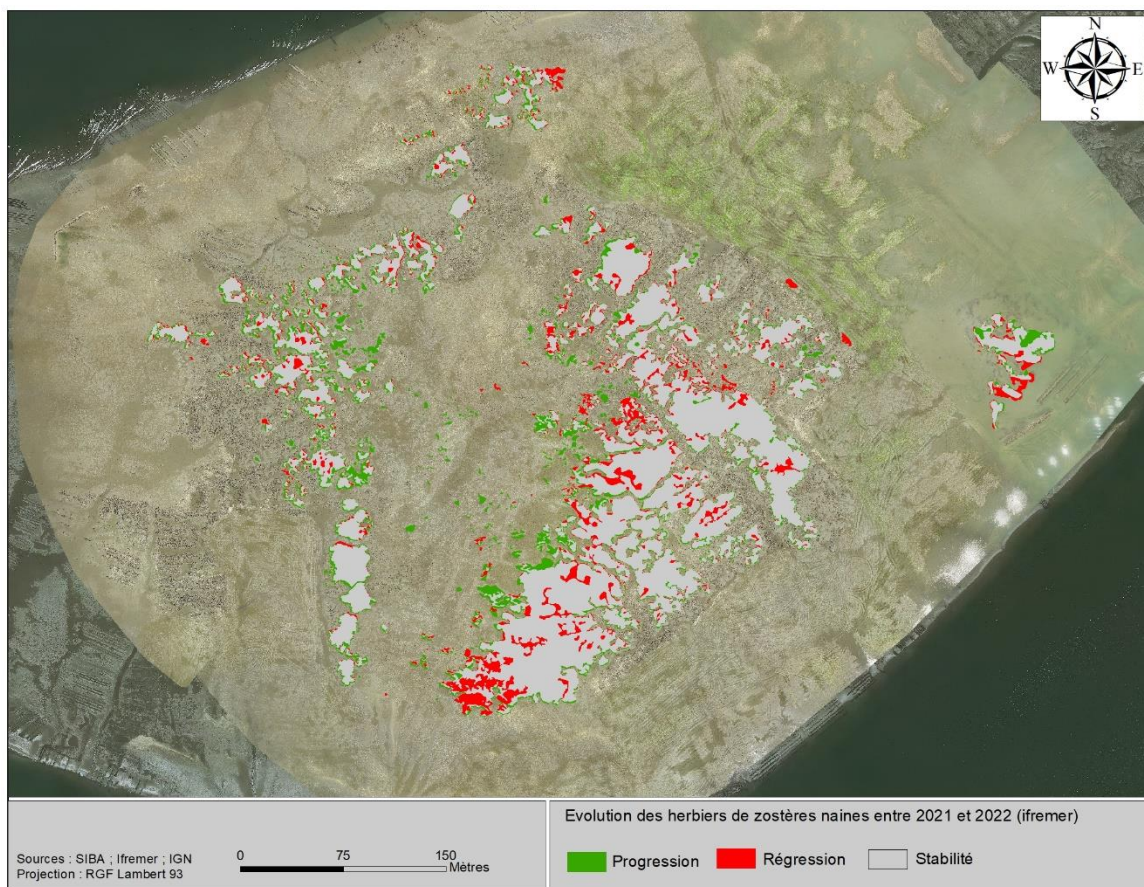 N
W E
S
Evolution des herbiers de zostères naines entre 2021 et 2022 (ifremer)
Progression Régression Stabilité
Sources : SIBA ; Ifremer ; IGN
Projection : RGF Lambert 93
0 75 150
Mètres